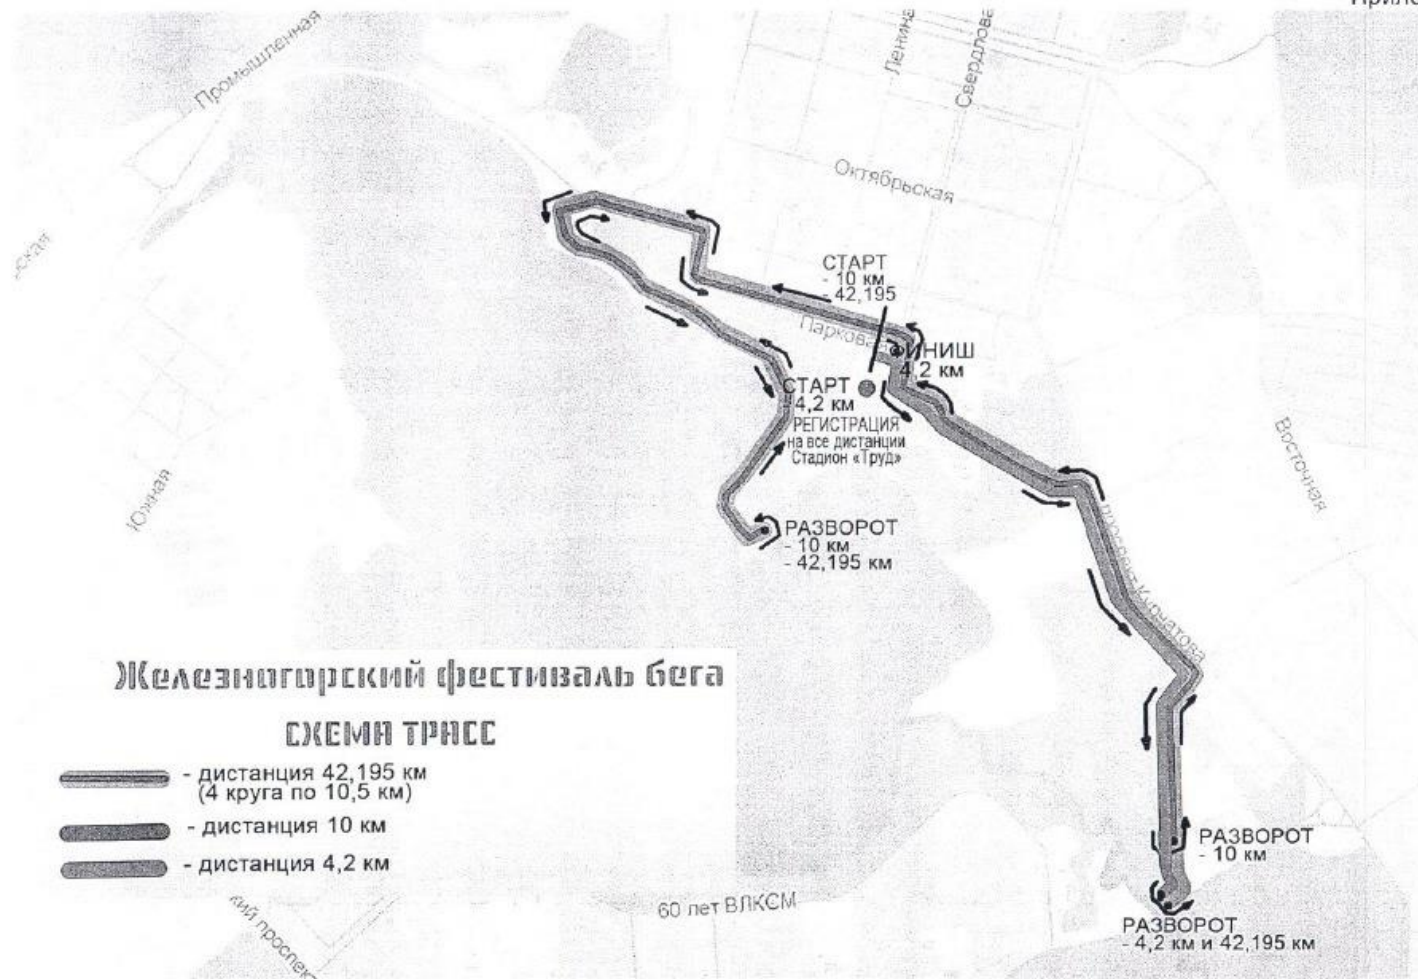 Промышленная
Ленина
Свердлова
Октябрьская
СТАРТ
- 10 км
- 42,195
Парковая
ФИНИШ
4,2 км
СТАРТ
4,2 км
РЕГИСТРАЦИЯ
на все дистанции
Стадион «Труд»
Восточная
Южная
РАЗВОРОТ
- 10 км
- 42,195 км
проспект Курчатова
Железногорский фестиваль бега
СХЕМА ТРАСС
- дистанция 42,195 км
(4 круга по 10,5 км)
- дистанция 10 км
- дистанция 4,2 км
РАЗВОРОТ
- 10 км
60 лет ВЛКСМ
РАЗВОРОТ
- 4,2 км и 42,195 км
проспект